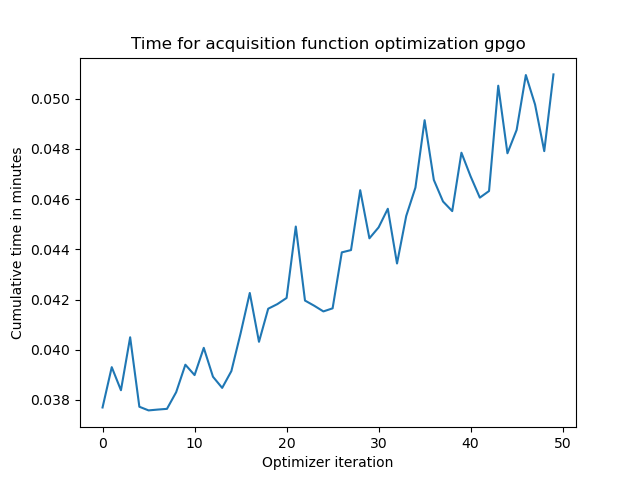 Time for acquisition function optimization gpgo
0.050
0.048
0.046
0.044
0.042
0.040
0.038
Cumulative time in minutes
0 10 20 30 40 50
Optimizer iteration